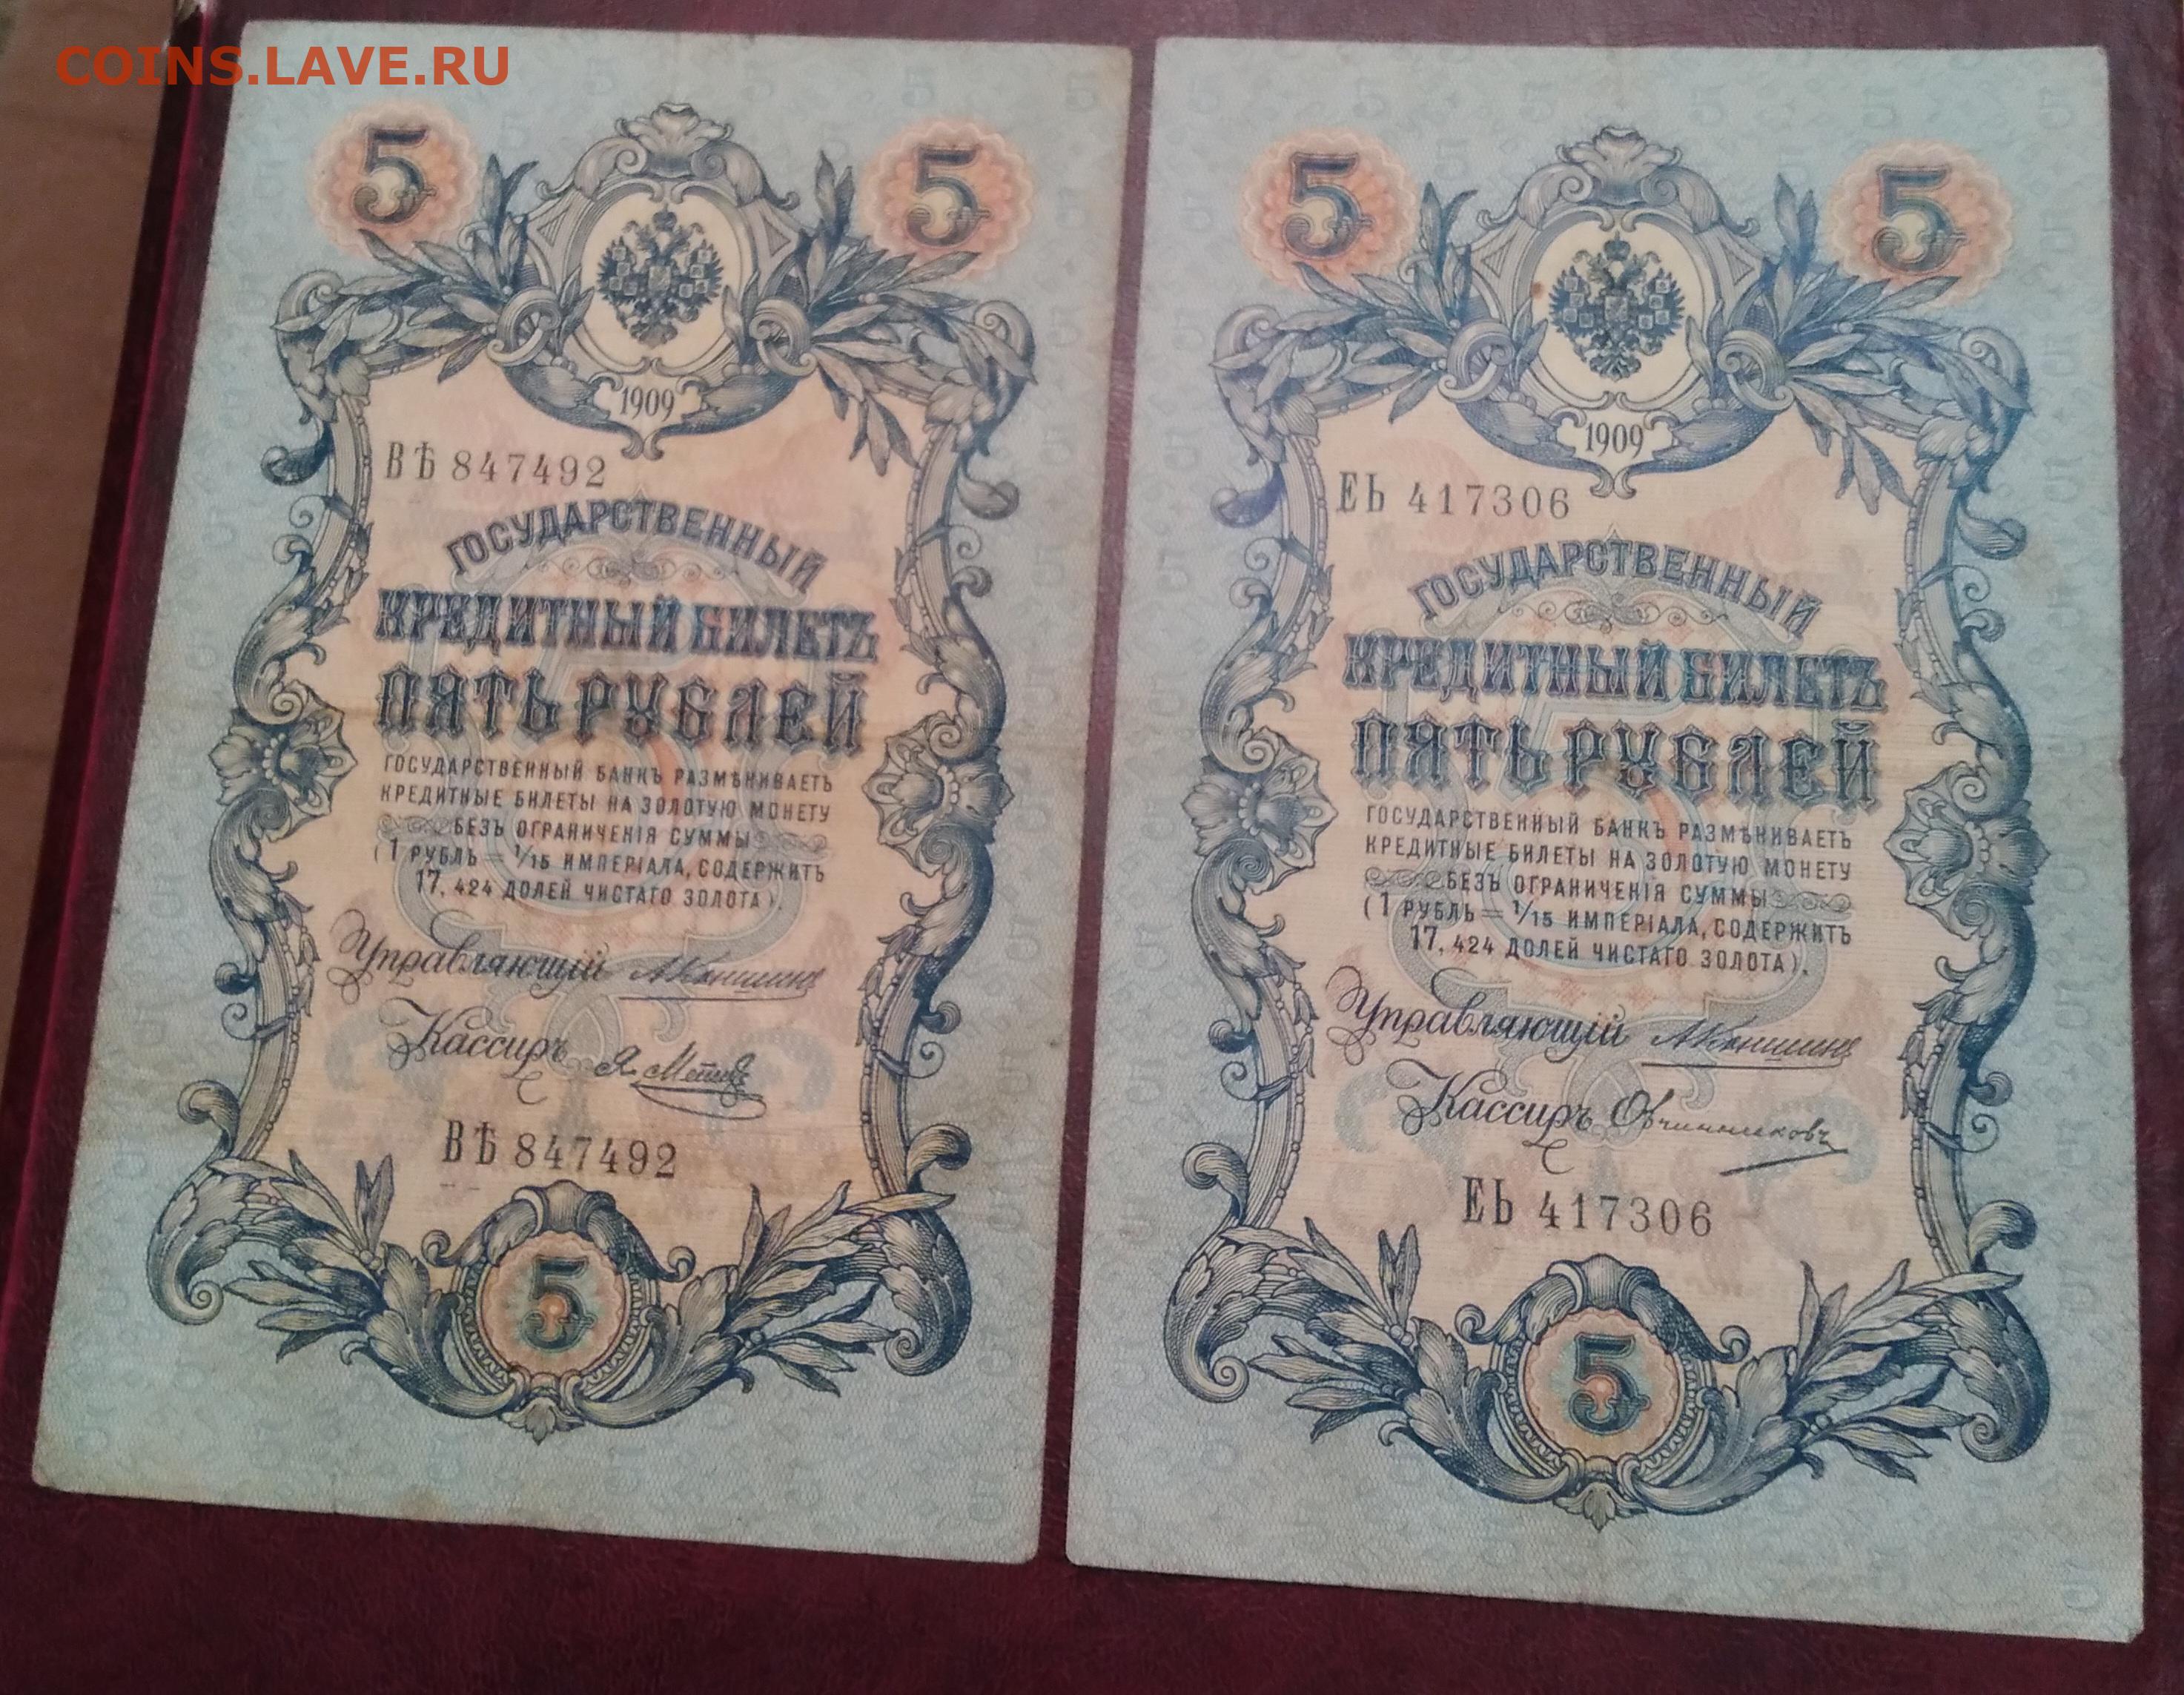 COINS.LAVE.RU
5 5
1909
ВѢ 847492
ГОСУДАРСТВЕННЫЙ
КРЕДИТНЫЙ БИЛЕТЪ
ПЯТЬ РУБЛЕЙ
ГОСУДАРСТВЕННЫЙ БАНКЪ РАЗМѢНИВАЕТЪ
КРЕДИТНЫЕ БИЛЕТЫ НА ЗОЛОТУЮ МОНЕТУ
БЕЗЪ ОГРАНИЧЕНІЯ СУММЫ
(1 РУБЛЬ = 1/15 ИМПЕРІАЛА, СОДЕРЖИТЪ
17,424 ДОЛЕЙ ЧИСТАГО ЗОЛОТА).
Управляющій АКоншинъ
Кассиръ Я. Метцъ
ВѢ 847492
5
5 5
1909
ЕЬ 417306
ГОСУДАРСТВЕННЫЙ
КРЕДИТНЫЙ БИЛЕТЪ
ПЯТЬ РУБЛЕЙ
ГОСУДАРСТВЕННЫЙ БАНКЪ РАЗМѢНИВАЕТЪ
КРЕДИТНЫЕ БИЛЕТЫ НА ЗОЛОТУЮ МОНЕТУ
БЕЗЪ ОГРАНИЧЕНІЯ СУММЫ
(1 РУБЛЬ = 1/15 ИМПЕРІАЛА, СОДЕРЖИТЪ
17,424 ДОЛЕЙ ЧИСТАГО ЗОЛОТА).
Управляющій АКоншинъ
Кассиръ Овчинниковъ
ЕЬ 417306
5